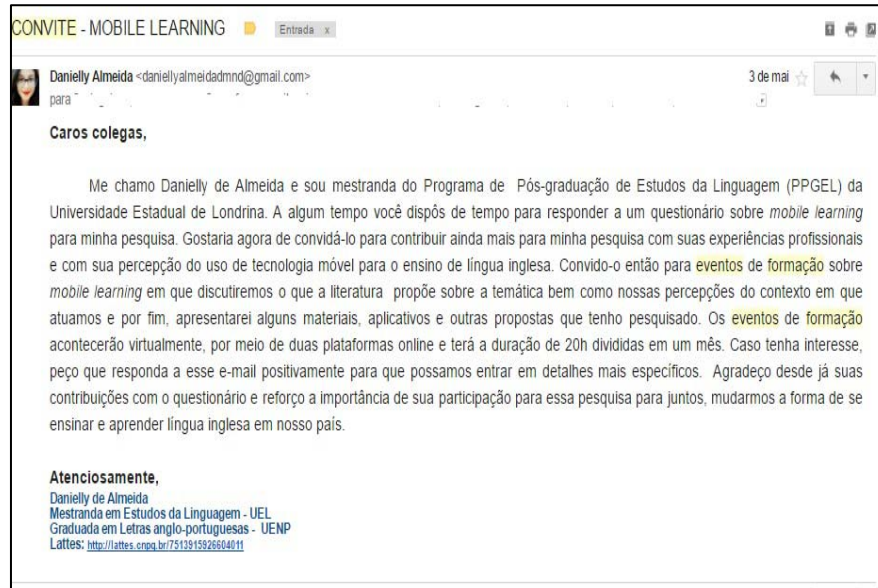 CONVITE - MOBILE LEARNING Entrada x
Danielly Almeida <daniellyalmeidadmnd@gmail.com> 3 de mai
para
Caros colegas,
Me chamo Danielly de Almeida e sou mestranda do Programa de Pós-graduação de Estudos da Linguagem (PPGEL) da
Universidade Estadual de Londrina. A algum tempo você dispôs de tempo para responder a um questionário sobre mobile learning
para minha pesquisa. Gostaria agora de convidá-lo para contribuir ainda mais para minha pesquisa com suas experiências profissionais
e com sua percepção do uso de tecnologia móvel para o ensino de língua inglesa. Convido-o então para eventos de formação sobre
mobile learning em que discutiremos o que a literatura propõe sobre a temática bem como nossas percepções do contexto em que
atuamos e por fim, apresentarei alguns materiais, aplicativos e outras propostas que tenho pesquisado. Os eventos de formação
acontecerão virtualmente, por meio de duas plataformas online e terá a duração de 20h divididas em um mês. Caso tenha interesse,
peço que responda a esse e-mail positivamente para que possamos entrar em detalhes mais específicos. Agradeço desde já suas
contribuições com o questionário e reforço a importância de sua participação para essa pesquisa para juntos, mudarmos a forma de se
ensinar e aprender língua inglesa em nosso país.
Atenciosamente,
Danielly de Almeida
Mestranda em Estudos da Linguagem - UEL
Graduada em Letras anglo-portuguesas - UENP
Lattes: http://lattes.cnpq.br/7513915926604011